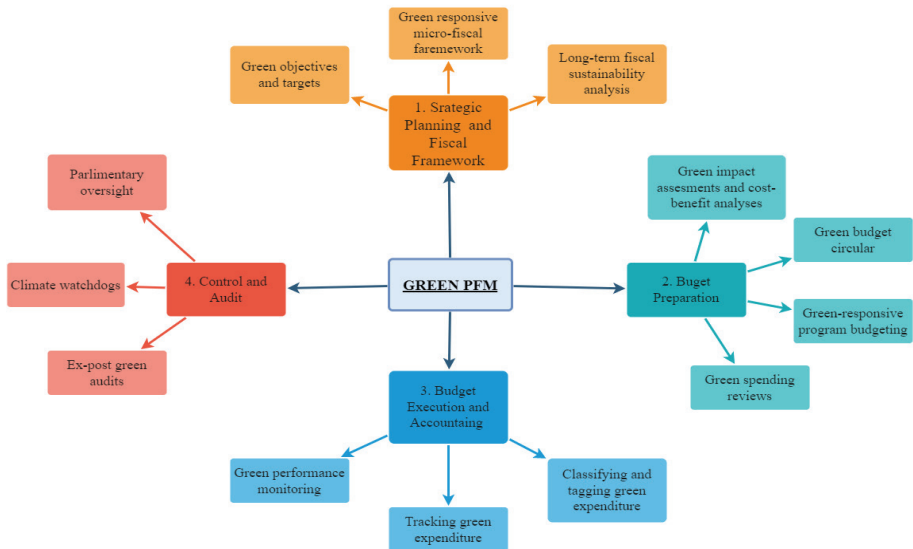 Green responsive
micro-fiscal
faremework
Green objectives
and targets
Long-term fiscal
sustainability
analysis
1. Srategic
Planning and
Fiscal
Framework
Parlimentary
oversight
Green impact
assesments and cost-
benefit analyses
Green budget
circular
Climate watchdogs
4. Control and
Audit
GREEN PFM
2. Buget
Preparation
Green-responsive
program budgeting
Ex-post green
audits
Green spending
reviews
3. Budget
Execution and
Accountaing
Green performance
monitoring
Classifying and
tagging green
expenditure
Tracking green
expenditure